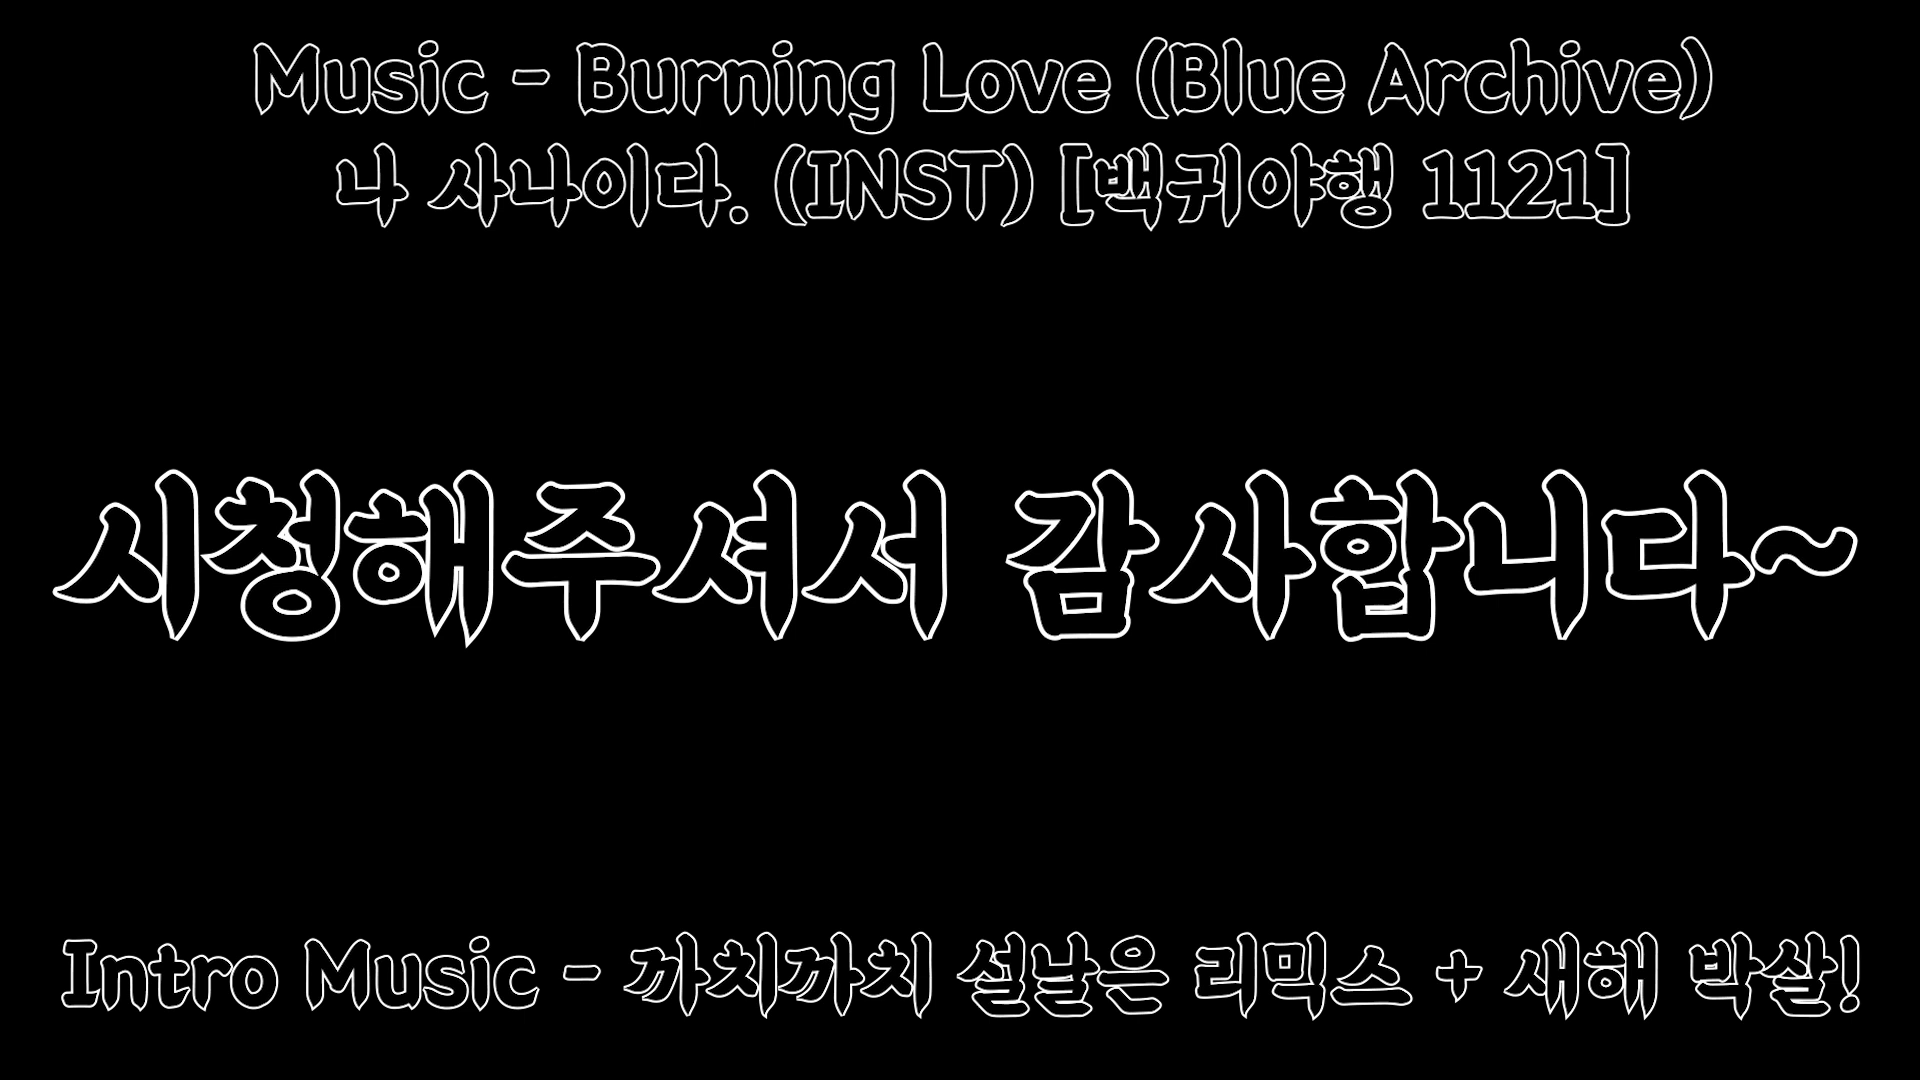 Music - Burning Love (Blue Archive)
나 사나이다. (INST) [백귀야행 1121]
시청해주셔서 감사합니다~
Intro Music - 까치까치 설날은 리믹스 + 새해 박살!